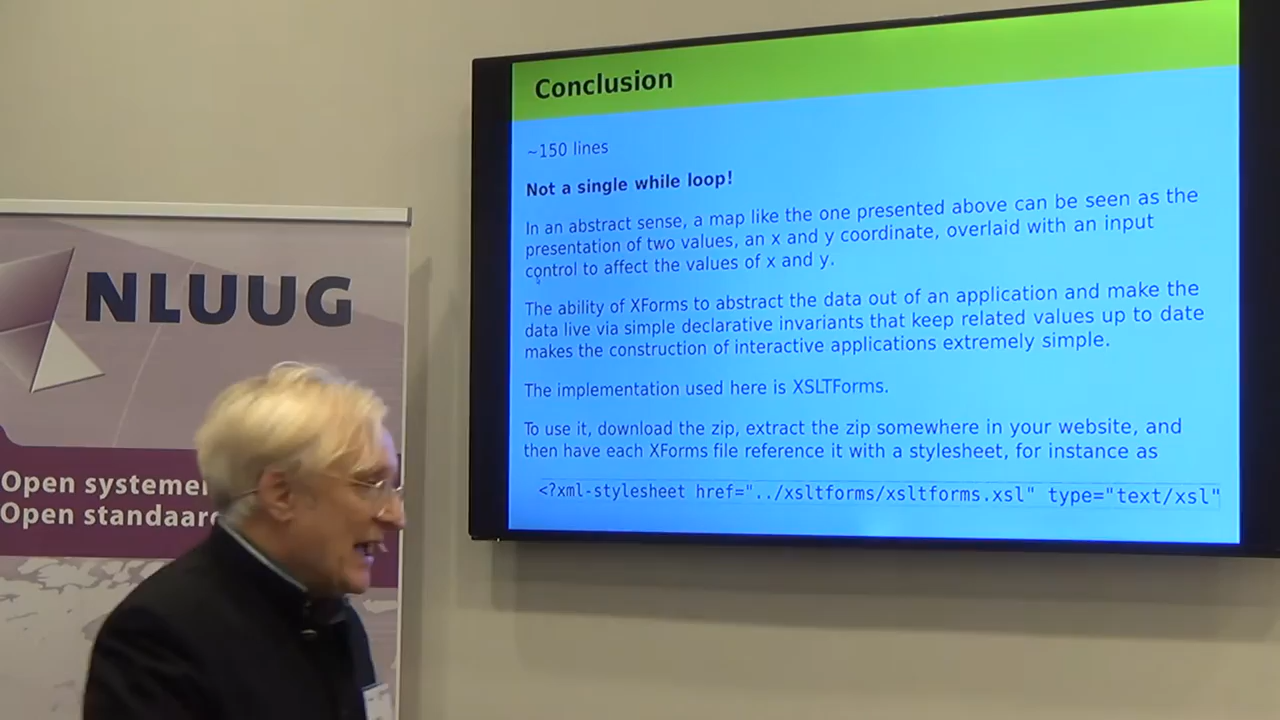 Conclusion
~150 lines
Not a single while loop!
In an abstract sense, a map like the one presented above can be seen as the
presentation of two values, an x and y coordinate, overlaid with an input
control to affect the values of x and y.
The ability of XForms to abstract the data out of an application and make the
data live via simple declarative invariants that keep related values up to date
makes the construction of interactive applications extremely simple.
The implementation used here is XSLTForms.
To use it, download the zip, extract the zip somewhere in your website, and
then have each XForms file reference it with a stylesheet, for instance as
<?xml-stylesheet href="../xsltforms/xsltforms.xsl" type="text/xsl"
NLUUG
Open systeme
Open standaar